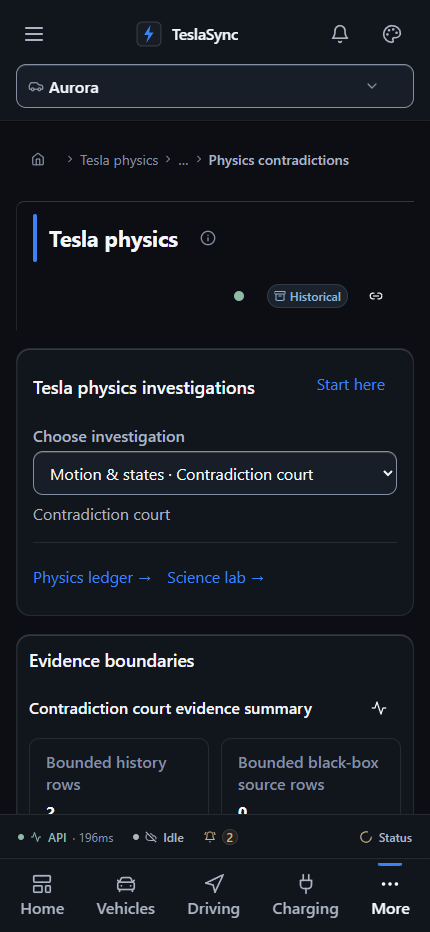 TeslaSync
Aurora
Tesla physics
...
Physics contradictions
Tesla physics
Historical
Tesla physics investigations
Start here
Choose investigation
Motion & states · Contradiction court
Contradiction court
Physics ledger →
Science lab →
Evidence boundaries
Contradiction court evidence summary
Bounded history
rows
Bounded black-box
source rows
API · 196ms
Idle
2
Status
Home
Vehicles
Driving
Charging
More